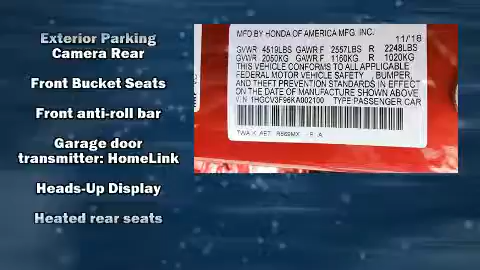 Exterior Parking
Camera Rear
Front Bucket Seats
Front anti-roll bar
Garage door
transmitter: HomeLink
Heads-Up Display
Heated rear seats
MFD BY HONDA OF AMERICA MFG. INC.
11/18
GVWR 4519LBS GAWR F 2557LBS R 2248LBS
GVWR 2050KG GAWR F 1160KG R 1020KG
THIS VEHICLE CONFORMS TO ALL APPLICABLE
FEDERAL MOTOR VEHICLE SAFETY, BUMPER,
AND THEFT PREVENTION STANDARDS IN EFFECT
ON THE DATE OF MANUFACTURE SHOWN ABOVE
V.I.N. 1HGCV3F96KA002100 TYPE:PASSENGER CAR